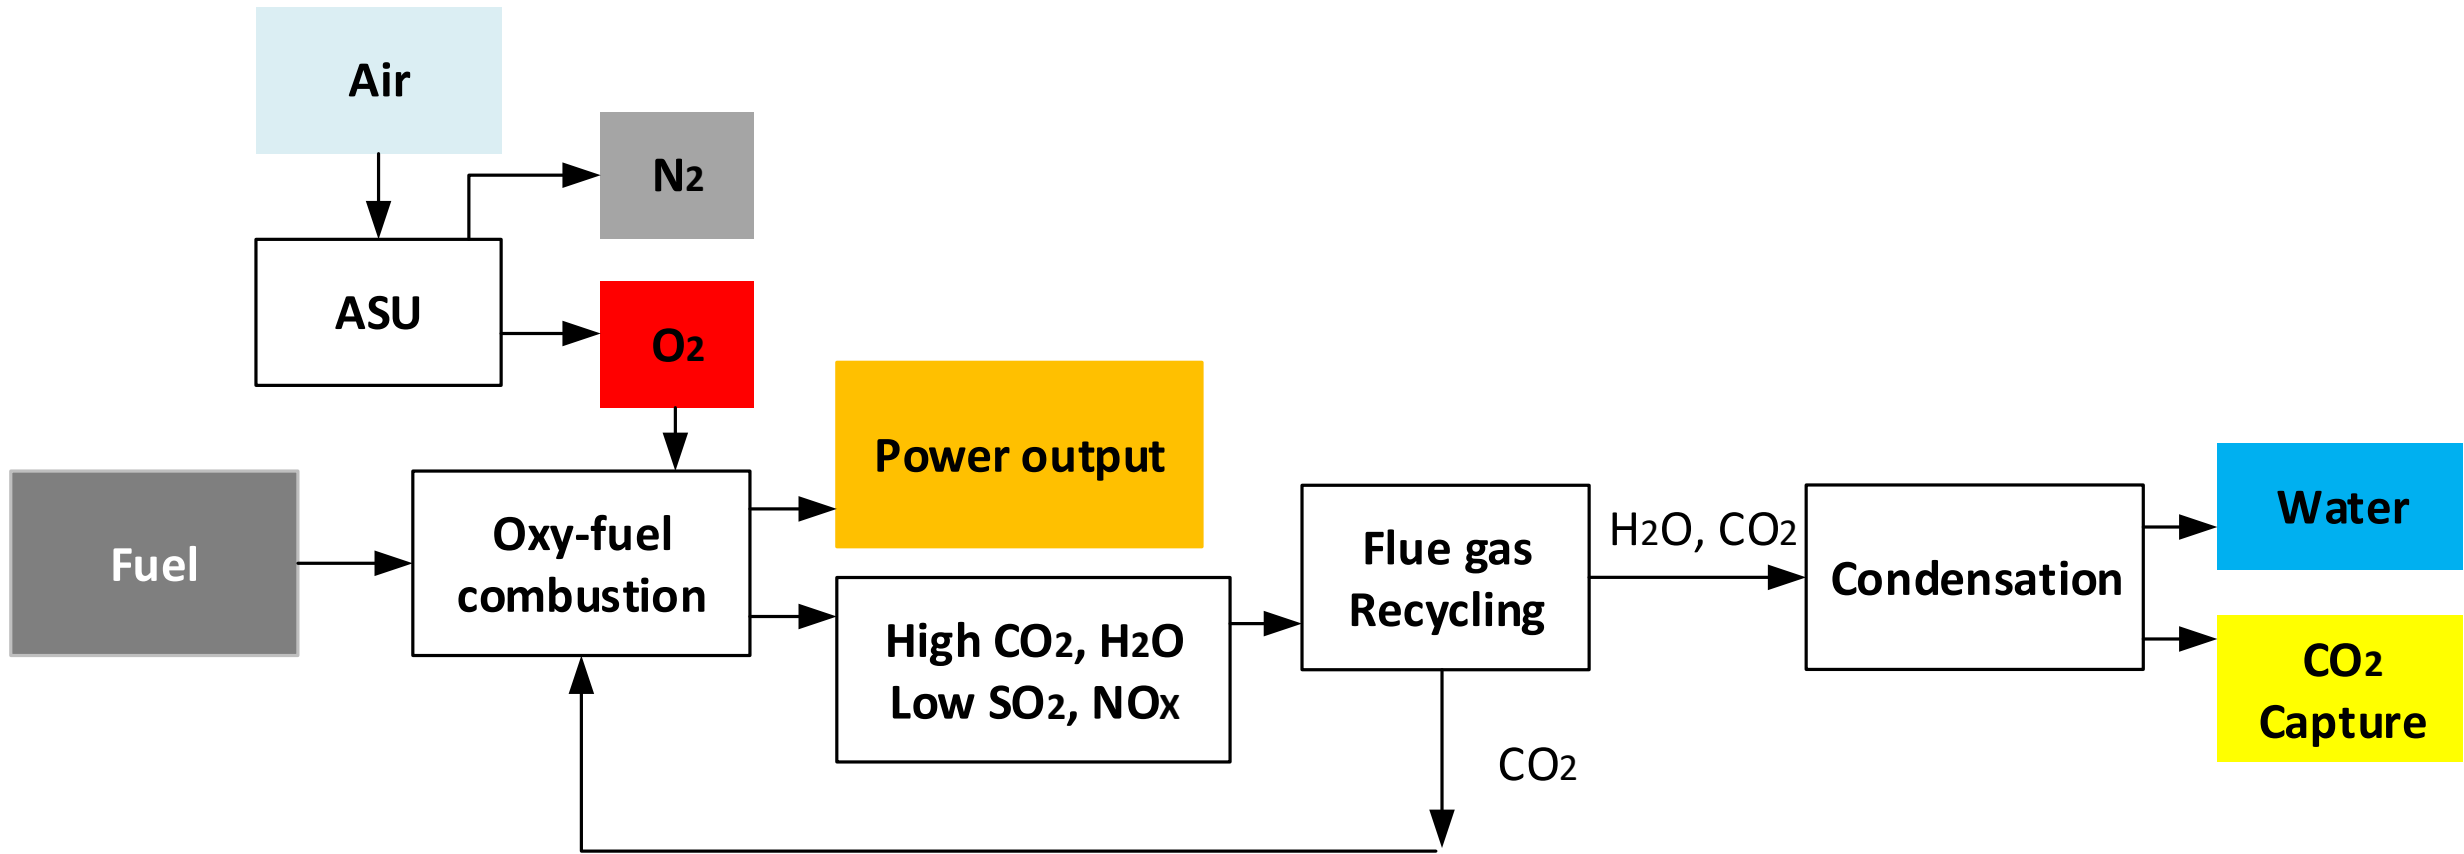 Air
N2
ASU
O2
Power output
Fuel
Oxy-fuel
combustion
High CO2, H2O
Low SO2, NOX
Flue gas
Recycling
H2O, CO2
CO2
Condensation
Water
CO2
Capture